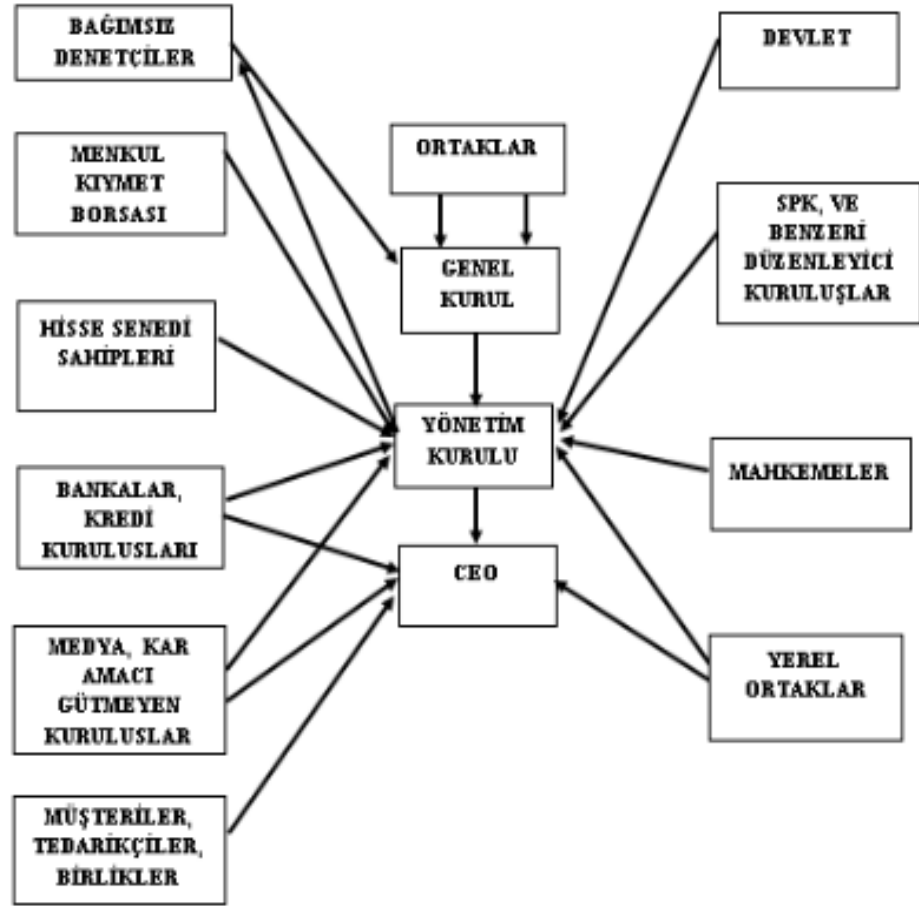 BAĞIMSIZ
DENETÇİLER
DEVLET
ORTAKLAR
MENKUL
KIYMET
BORSASI
SPK, VE
BENZERİ
DÜZENLEYİCİ
KURULUŞLAR
GENEL
KURUL
HİSSE SENEDİ
SAHİPLERİ
YÖNETİM
KURULU
MAHKEMELER
BANKALAR,
KREDİ
KURULUSLARI
CEO
MEDYA, KAR
AMACI
GÜTMEYEN
KURULUSLAR
YEREL
ORTAKLAR
MÜŞTERİLER,
TEDARİKÇİLER,
BİRLİKLER